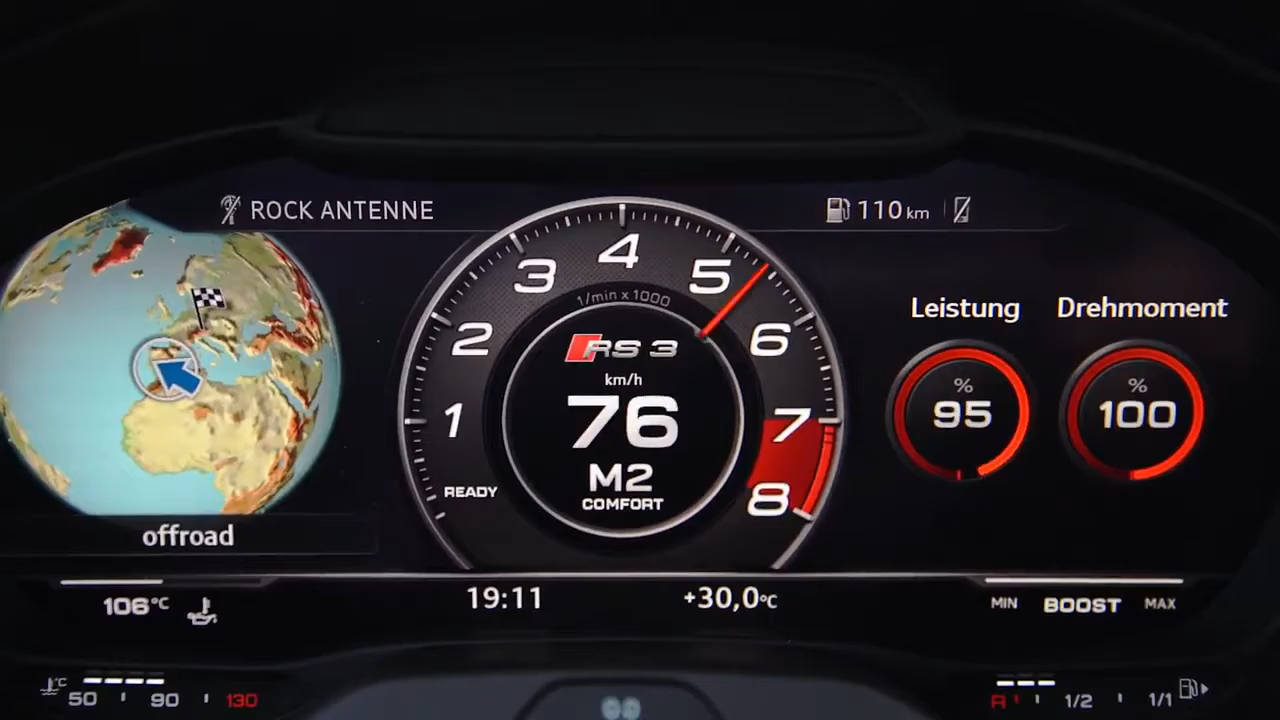 ROCK ANTENNE
110 km
4
3
5
1/min x 1000
2
6
RS 3
km/h
76
1
7
M2
READY
COMFORT
8
Leistung
Drehmoment
%
95
%
100
offroad
106°C
19:11
+30,0°C
MIN BOOST MAX
°C
50 90 130
R 1/2 1/1